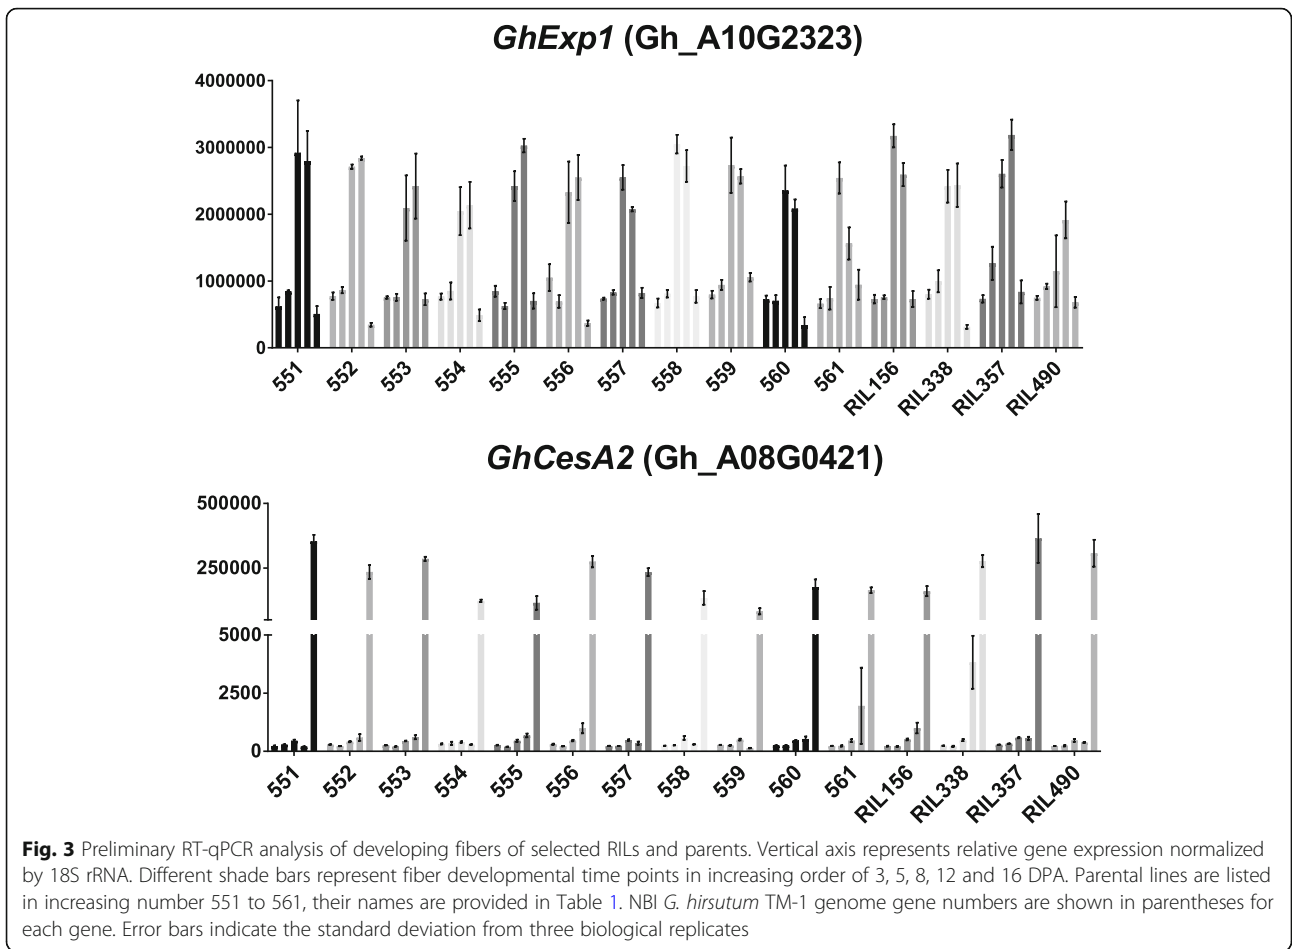 GhExp1 (Gh_A10G2323)
4000000
3000000
2000000
1000000
0
551
552
553
554
555
556
557
558
559
560
561
RIL156
RIL338
RIL357
RIL490
GhCesA2 (Gh_A08G0421)
500000
250000
5000
2500
0
551
552
553
554
555
556
557
558
559
560
561
RIL156
RIL338
RIL357
RIL490
Fig. 3 Preliminary RT-qPCR analysis of developing fibers of selected RILs and parents. Vertical axis represents relative gene expression normalized
by 18S rRNA. Different shade bars represent fiber developmental time points in increasing order of 3, 5, 8, 12 and 16 DPA. Parental lines are listed
in increasing number 551 to 561, their names are provided in Table 1. NBI G. hirsutum TM-1 genome gene numbers are shown in parentheses for
each gene. Error bars indicate the standard deviation from three biological replicates